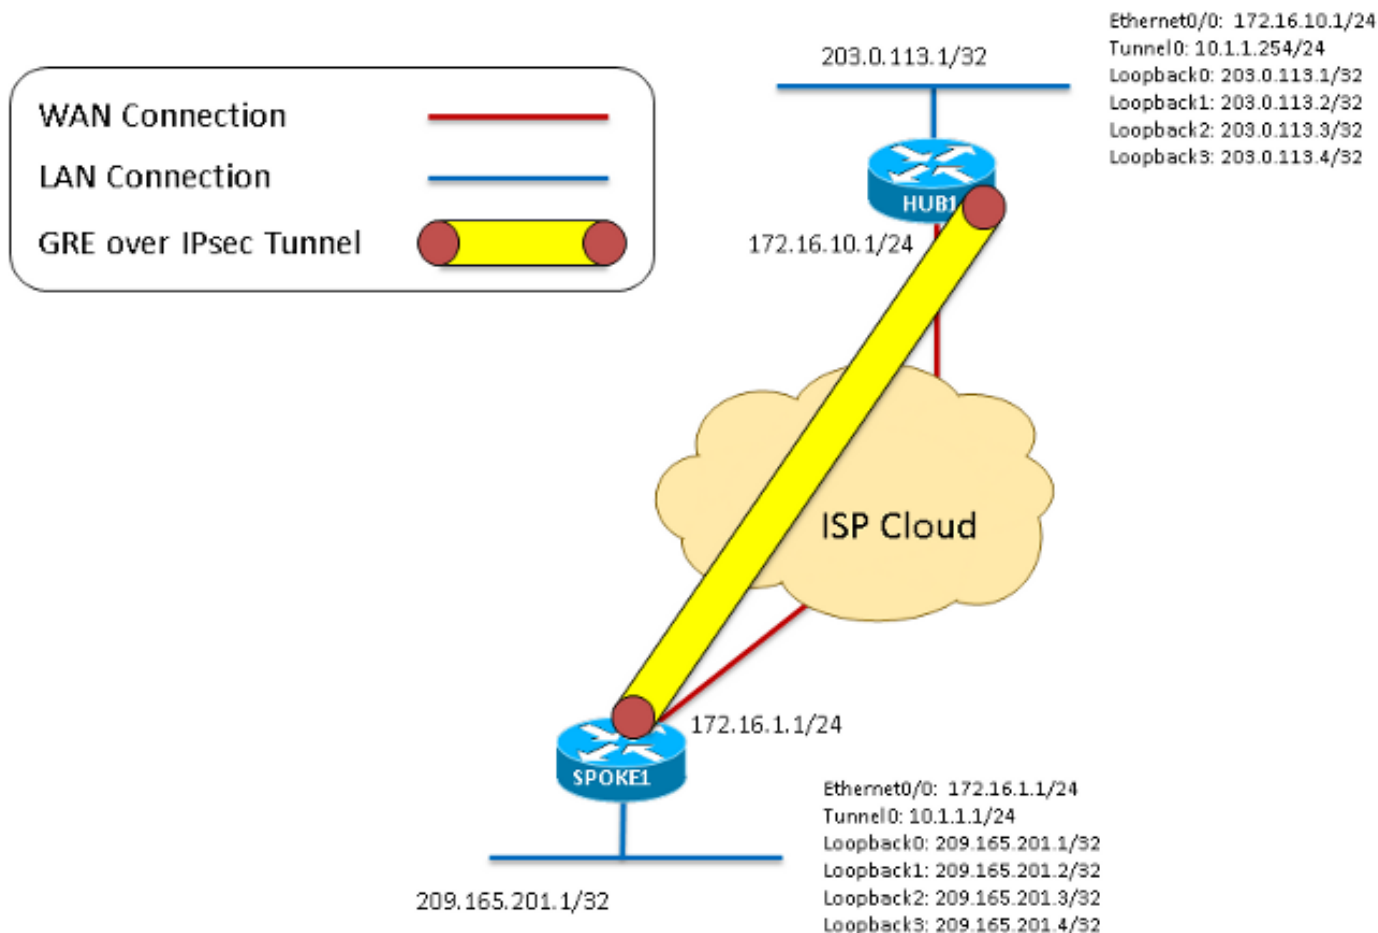 Ethernet0/0: 172.16.10.1/24
Tunnel0: 10.1.1.254/24
Loopback0: 203.0.113.1/32
Loopback1: 203.0.113.2/32
Loopback2: 203.0.113.3/32
Loopback3: 203.0.113.4/32
203.0.113.1/32
WAN Connection
LAN Connection
GRE over IPsec Tunnel
HUB1
172.16.10.1/24
ISP Cloud
172.16.1.1/24
SPOKE1
Ethernet0/0: 172.16.1.1/24
Tunnel0: 10.1.1.1/24
Loopback0: 209.165.201.1/32
Loopback1: 209.165.201.2/32
Loopback2: 209.165.201.3/32
Loopback3: 209.165.201.4/32
209.165.201.1/32